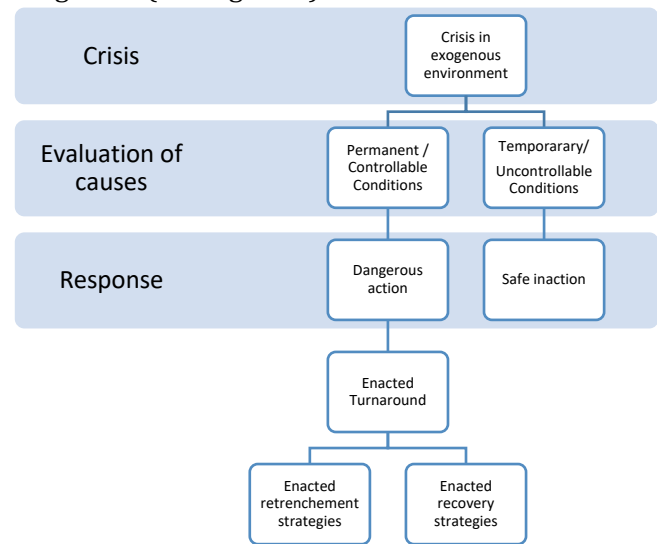 Crisis
Crisis in
exogenous
environment
Evaluation of
causes
Permanent /
Controllable
Conditions
Temporarary/
Uncontrollable
Conditions
Response
Dangerous
action
Safe inaction
Enacted
Turnaround
Enacted
retrenchement
strategies
Enacted
recovery
strategies